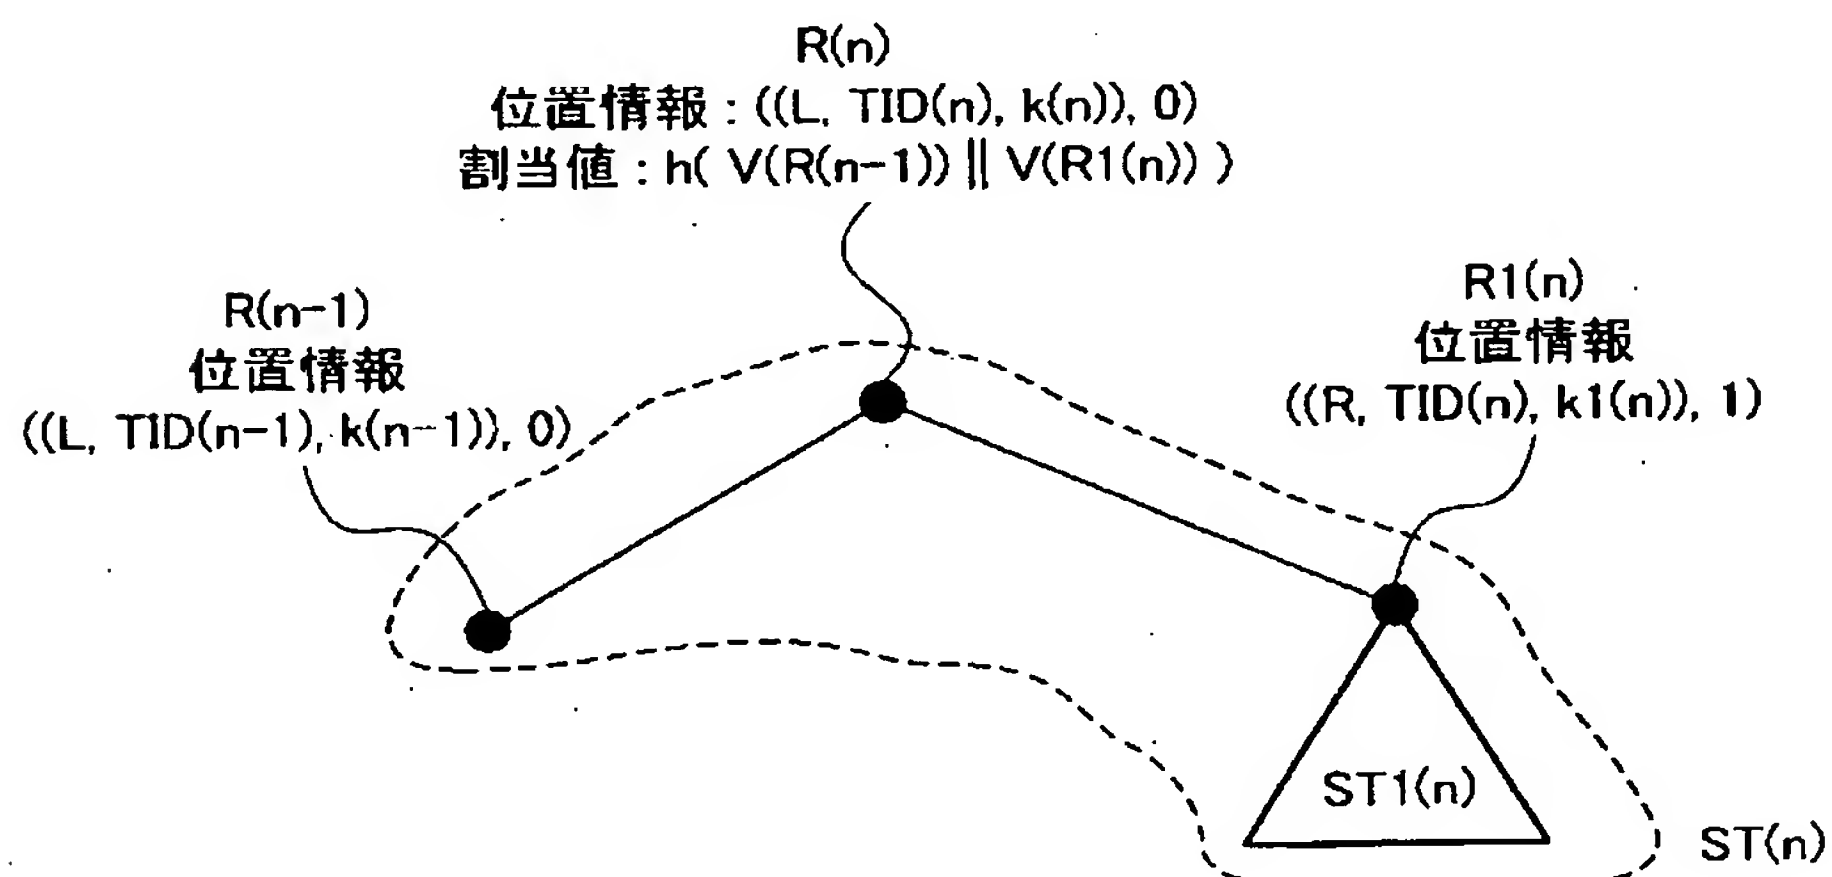 R(n)
位置情報 : ((L, TID(n), k(n)), 0)
割当値 : h( V(R(n-1)) || V(R1(n)) )
R(n-1)
位置情報
((L, TID(n-1), k(n-1)), 0)
R1(n)
位置情報
((R, TID(n), k1(n)), 1)
ST1(n)
ST(n)